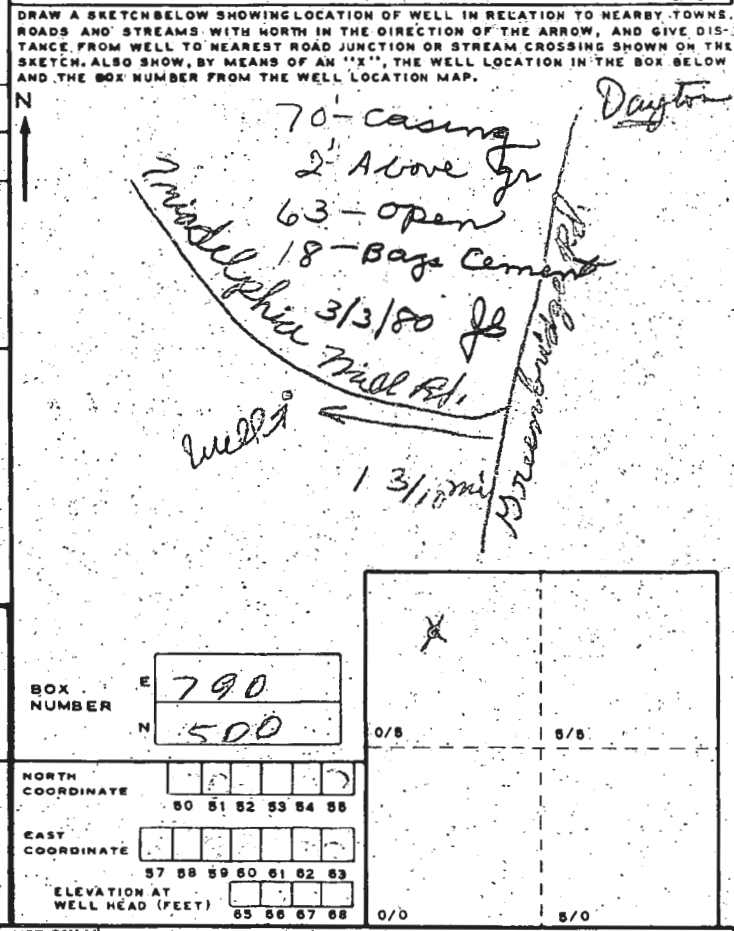 DRAW A SKETCH BELOW SHOWING LOCATION OF WELL IN RELATION TO NEARBY TOWNS,
ROADS AND STREAMS WITH NORTH IN THE DIRECTION OF THE ARROW, AND GIVE DIS-
TANCE FROM WELL TO NEAREST ROAD JUNCTION OR STREAM CROSSING SHOWN ON THE
SKETCH. ALSO SHOW, BY MEANS OF AN "X", THE WELL LOCATION IN THE BOX BELOW
AND THE BOX NUMBER FROM THE WELL LOCATION MAP.
N
Dayton
70'- Casing
2' Above gr
63 - Open
18 - Bags Cement
3/3/80 JB
Triadelphia Mill Rd.
Greenbridge Rd.
Well
1 3/10 mi
X
BOX NUMBER
E 790
N 500
0/5 5/5
NORTH COORDINATE
50 51 52 53 54 55
EAST COORDINATE
57 58 59 60 61 62 63
ELEVATION AT WELL HEAD (FEET)
65 66 67 68
0/0 5/0